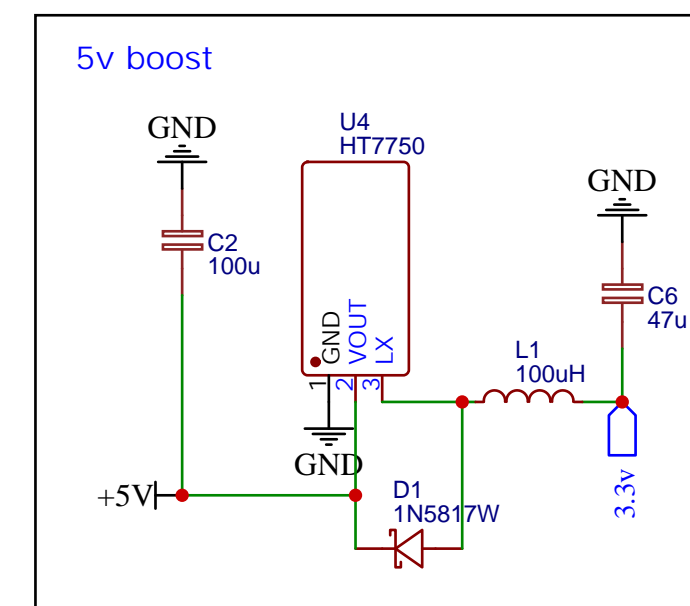 5v boost
GND
U4
HT7750
GND
C2
100u
C6
47u
GND
VOUT
LX
1
2
3
L1
100uH
GND
+5V
D1
1N5817W
3.3v